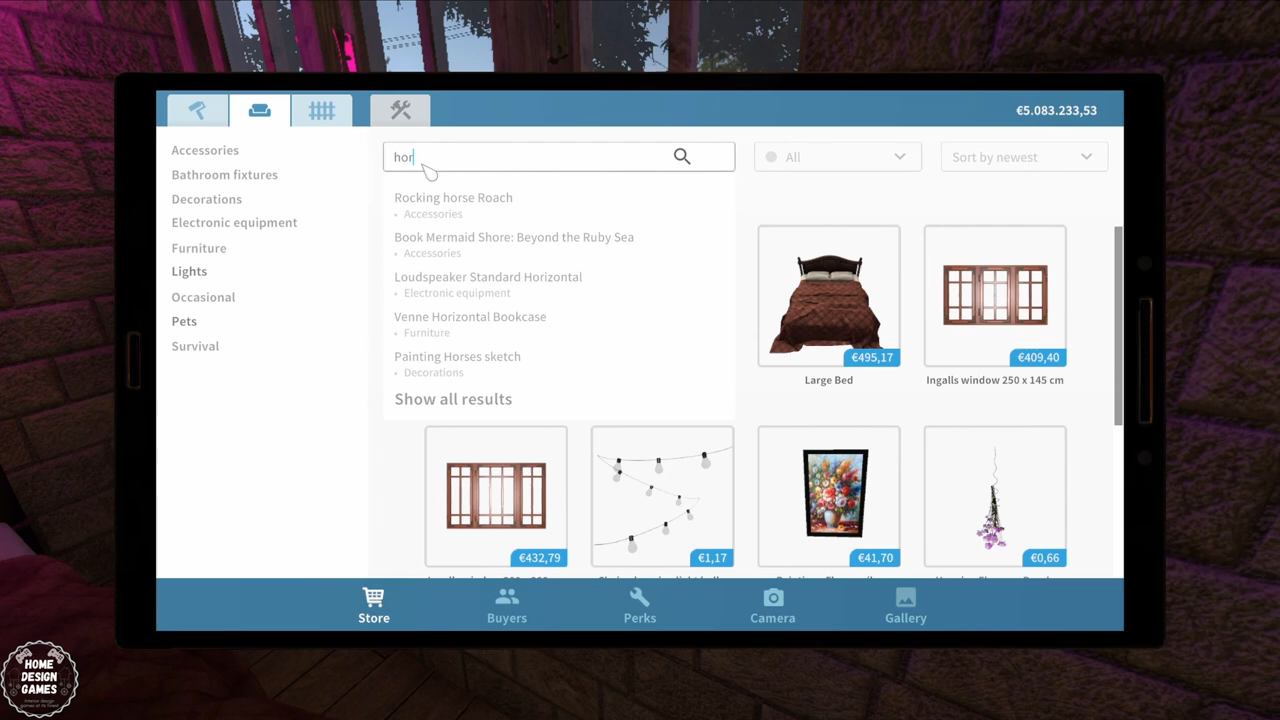 €5.083.233,53
Accessories
Bathroom fixtures
Decorations
Electronic equipment
Furniture
Lights
Occasional
Pets
Survival
hor
All
Sort by newest
Rocking horse Roach
• Accessories
Book Mermaid Shore: Beyond the Ruby Sea
• Accessories
Loudspeaker Standard Horizontal
• Electronic equipment
Venne Horizontal Bookcase
• Furniture
Painting Horses sketch
• Decorations
Show all results
€495,17
Large Bed
€409,40
Ingalls window 250 x 145 cm
€432,79
€1,17
€41,70
€0,66
Store
Buyers
Perks
Camera
Gallery
HOME
DESIGN
GAMES